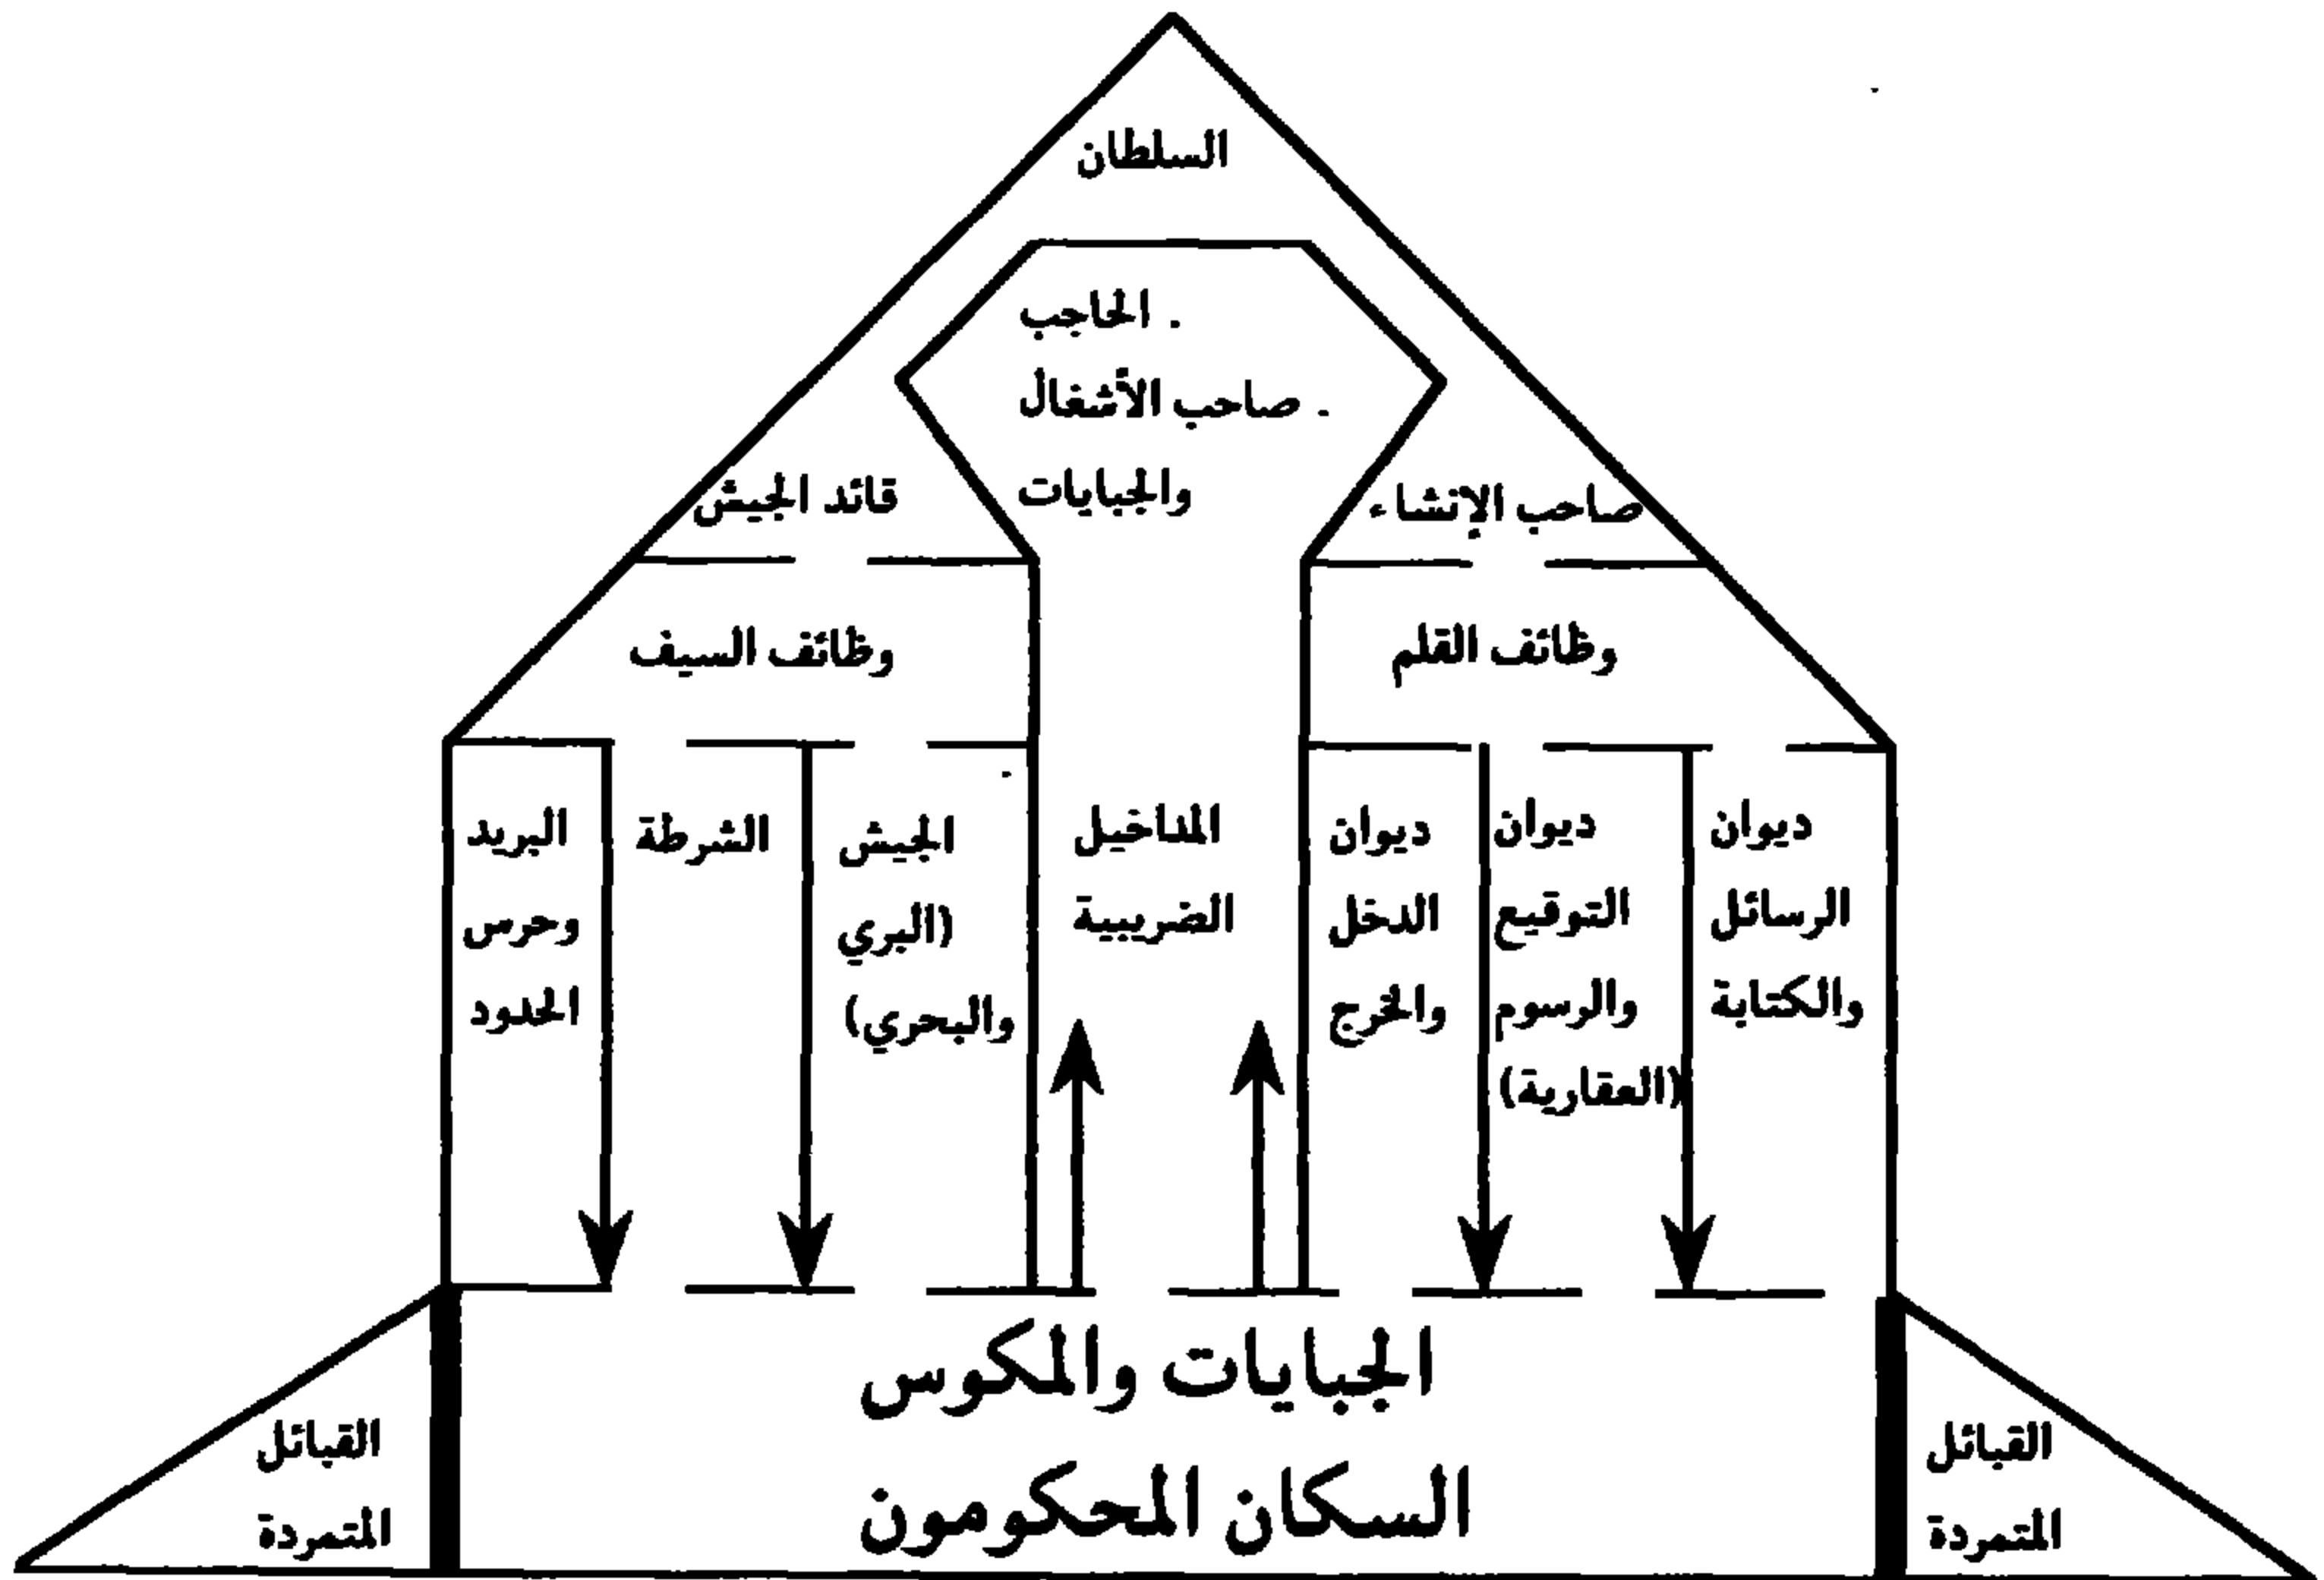 السلطان
. الحاجب
. صاحب الأشغال
والجبايات
صاحب الإنشاء
قائد الجيش
وظائف القلم
وظائف السيف
ديوان
الرسائل
والكتابة
ديوان
التوقيع
والرسوم
(العقارية)
ديوان
الدخل
والخرج
المداخيل
الضريبية
الجيش
(البري
والبحري)
الشرطة
البريد
وحرس
الحدود
الجبايات والمكوس
السكان المحكومون
القبائل
المتمردة
القبائل
المتمردة